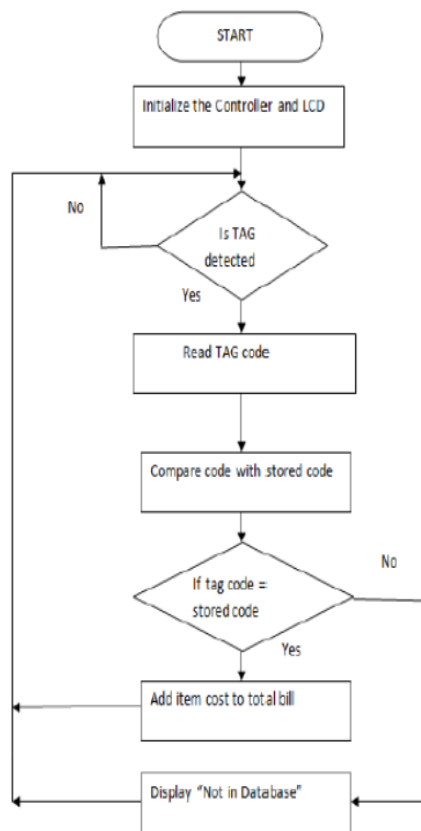 START
Initialize the Controller and LCD
No
Is TAG
detected
Yes
Read TAG code
Compare code with stored code
No
If tag code =
stored code
Yes
Add item cost to total bill
Display “Not in Database”